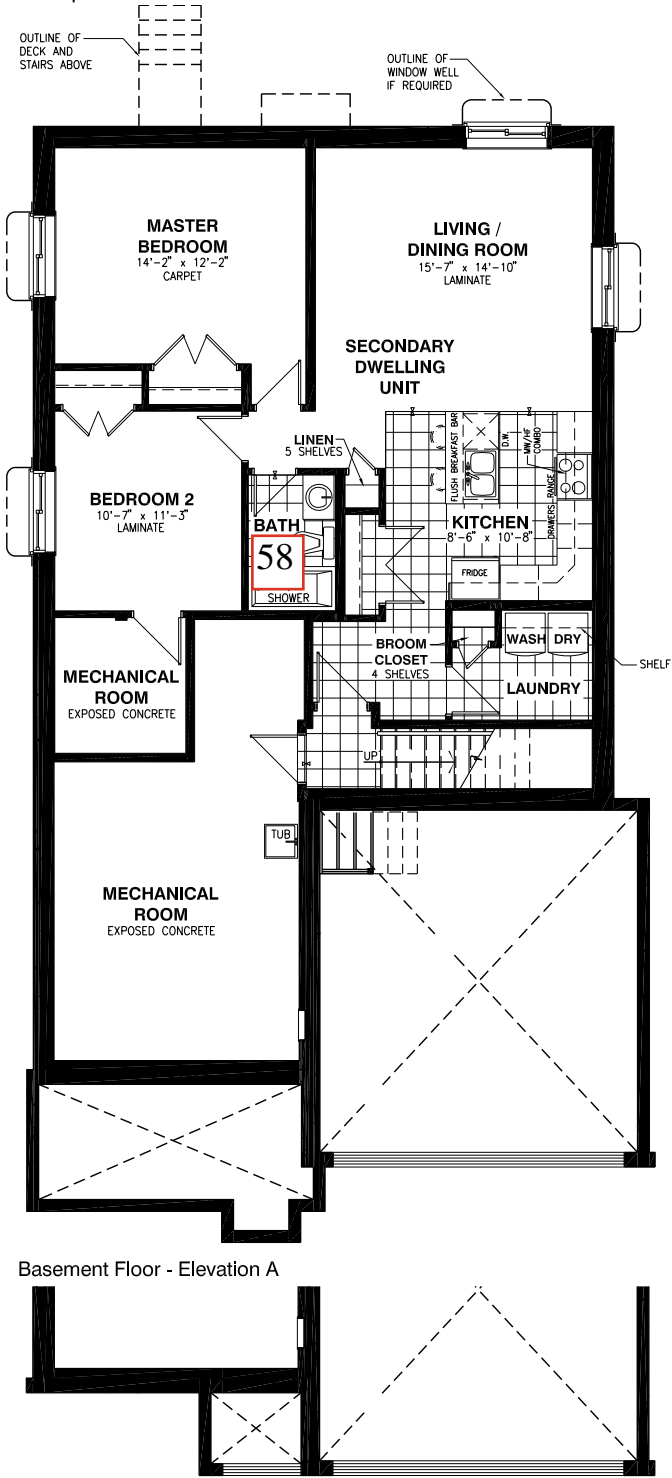 OUTLINE OF
DECK AND
STAIRS ABOVE
OUTLINE OF
WINDOW WELL
IF REQUIRED
MASTER
BEDROOM
14'-2" x 12'-2"
CARPET
LIVING /
DINING ROOM
15'-7" x 14'-10"
LAMINATE
SECONDARY
DWELLING
UNIT
LINEN
5 SHELVES
FLUSH BREAKFAST BAR
D.W.
MW/HF
COMBO
DRAWERS
RANGE
BEDROOM 2
10'-7" x 11'-3"
LAMINATE
BATH
58
SHOWER
KITCHEN
8'-6" x 10'-8"
FRIDGE
BROOM
CLOSET
4 SHELVES
WASH
DRY
SHELF
LAUNDRY
MECHANICAL
ROOM
EXPOSED CONCRETE
UP
TUB
MECHANICAL
ROOM
EXPOSED CONCRETE
Basement Floor - Elevation A